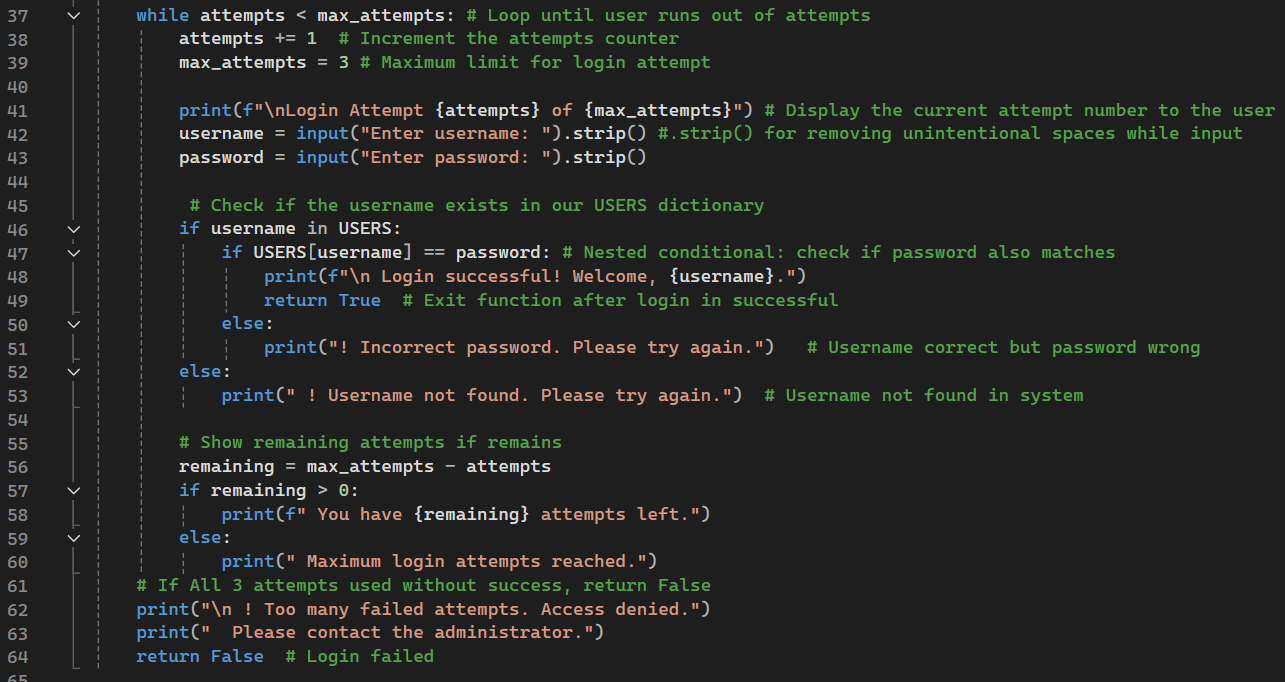 37 while attempts < max_attempts: # Loop until user runs out of attempts
38 attempts += 1  # Increment the attempts counter
39 max_attempts = 3 # Maximum limit for login attempt
40
41 print(f"\nLogin Attempt {attempts} of {max_attempts}") # Display the current attempt number to the user
42 username = input("Enter username: ").strip() #.strip() for removing unintentional spaces while input
43 password = input("Enter password: ").strip()
44
45 # Check if the username exists in our USERS dictionary
46 if username in USERS:
47 if USERS[username] == password: # Nested conditional: check if password also matches
48 print(f"\n Login successful! Welcome, {username}.")
49 return True  # Exit function after login in successful
50 else:
51 print("! Incorrect password. Please try again.")   # Username correct but password wrong
52 else:
53 print(" ! Username not found. Please try again.")  # Username not found in system
54
55 # Show remaining attempts if remains
56 remaining = max_attempts - attempts
57 if remaining > 0:
58 print(f" You have {remaining} attempts left.")
59 else:
60 print(" Maximum login attempts reached.")
61 # If All 3 attempts used without success, return False
62 print("\n ! Too many failed attempts. Access denied.")
63 print("  Please contact the administrator.")
64 return False  # Login failed
65